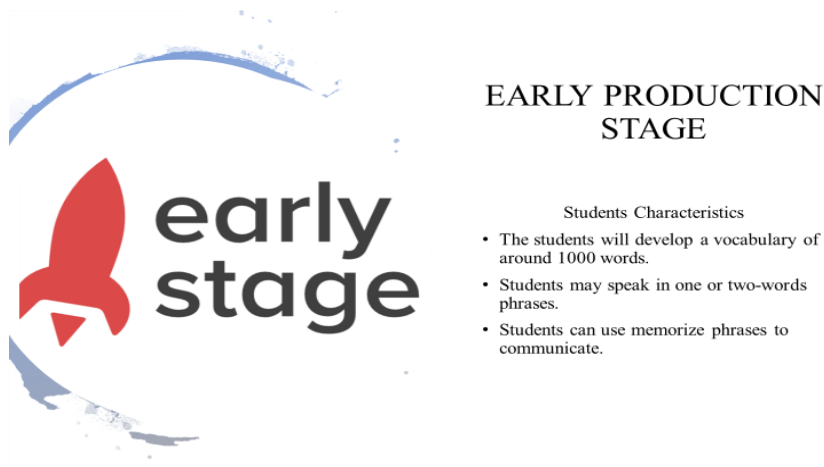 early
stage
EARLY PRODUCTION
STAGE
Students Characteristics
• The students will develop a vocabulary of
around 1000 words.
• Students may speak in one or two-words
phrases.
• Students can use memorize phrases to
communicate.